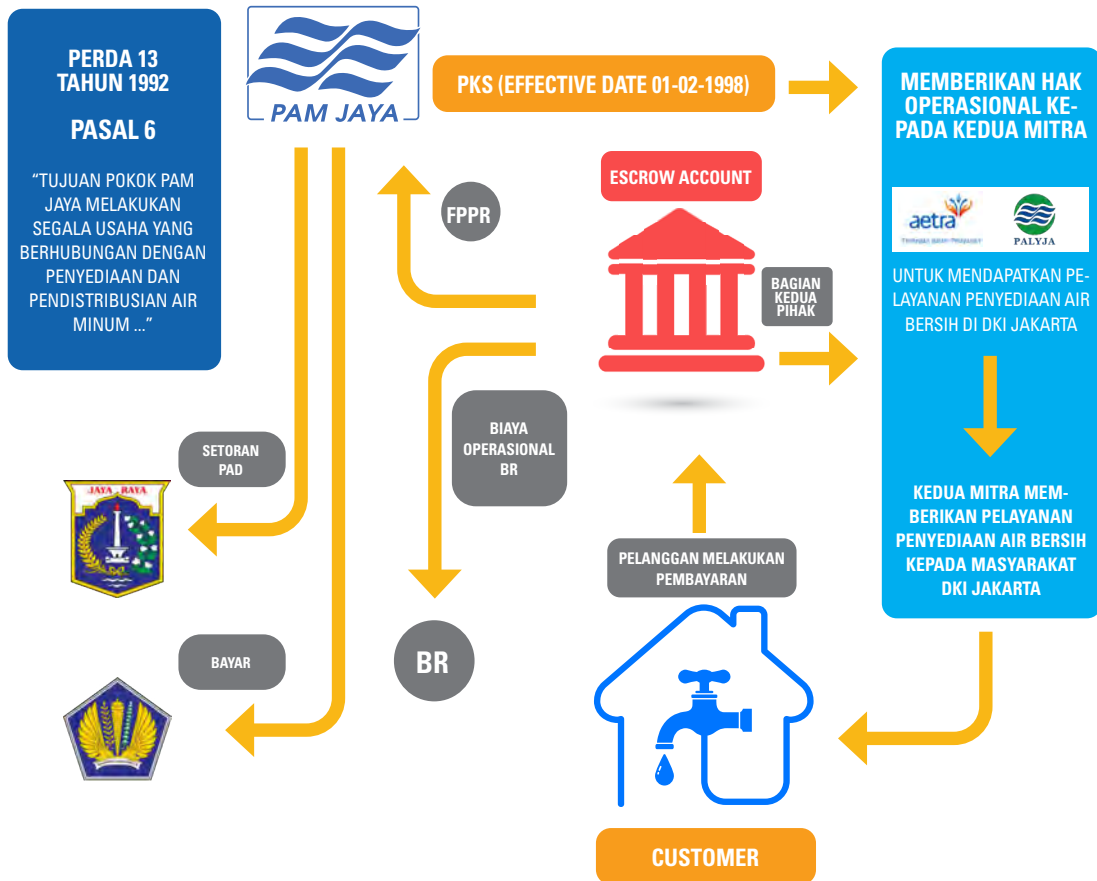 PERDA 13
TAHUN 1992
PASAL 6
“TUJUAN POKOK PAM
JAYA MELAKUKAN
SEGALA USAHA YANG
BERHUBUNGAN DENGAN
PENYEDIAAN DAN
PENDISTRIBUSIAN AIR
MINUM ...”
PAM JAYA
PKS (EFFECTIVE DATE 01-02-1998)
MEMBERIKAN HAK
OPERASIONAL KE-
PADA KEDUA MITRA
aetra
PALYJA
UNTUK MENDAPATKAN PE-
LAYANAN PENYEDIAAN AIR
BERSIH DI DKI JAKARTA
KEDUA MITRA MEM-
BERIKAN PELAYANAN
PENYEDIAAN AIR BERSIH
KEPADA MASYARAKAT
DKI JAKARTA
ESCROW ACCOUNT
FPPR
BAGIAN
KEDUA
PIHAK
BIAYA
OPERASIONAL
BR
SETORAN
PAD
JAYA RAYA
PELANGGAN MELAKUKAN
PEMBAYARAN
BAYAR
BR
CUSTOMER